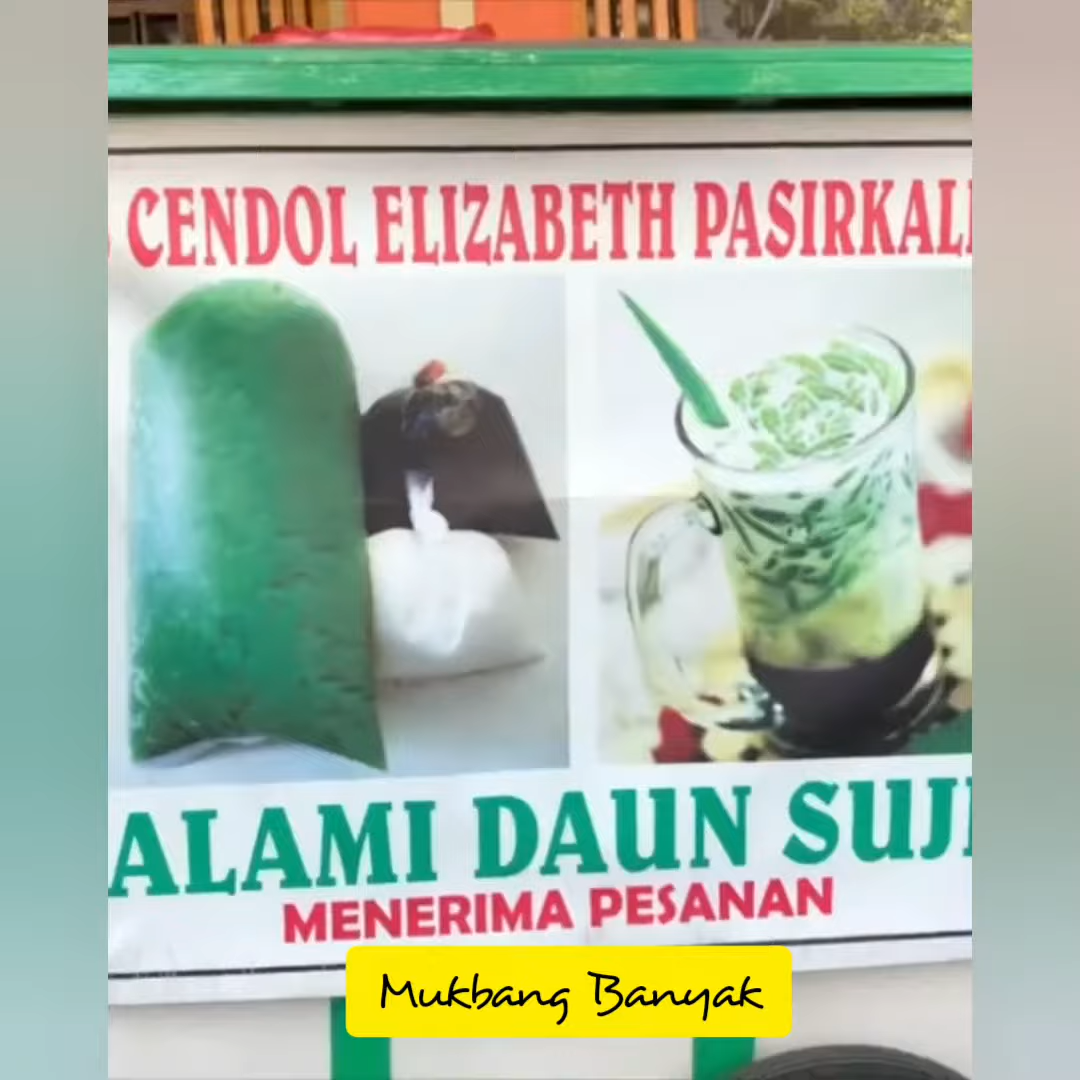 CENDOL ELIZABETH PASIRKALI
ALAMI DAUN SUJI
MENERIMA PESANAN
Mukbang Banyak